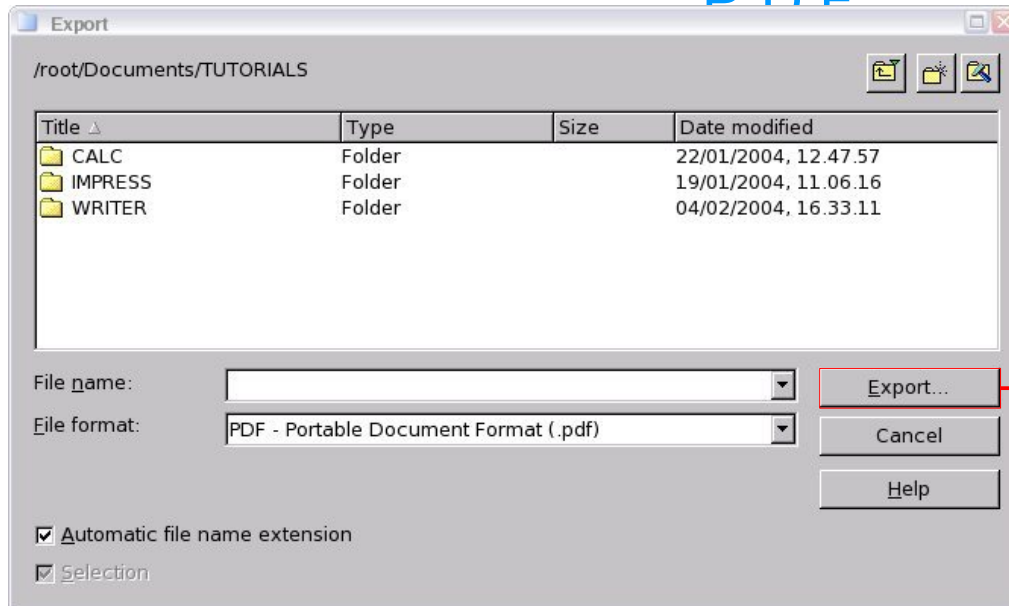 Export
/root/Documents/TUTORIALS
Title Type Size Date modified
CALC Folder 22/01/2004, 12.47.57
IMPRESS Folder 19/01/2004, 11.06.16
WRITER Folder 04/02/2004, 16.33.11
File name: Export...
File format: PDF - Portable Document Format (.pdf) Cancel
Help
Automatic file name extension
Selection